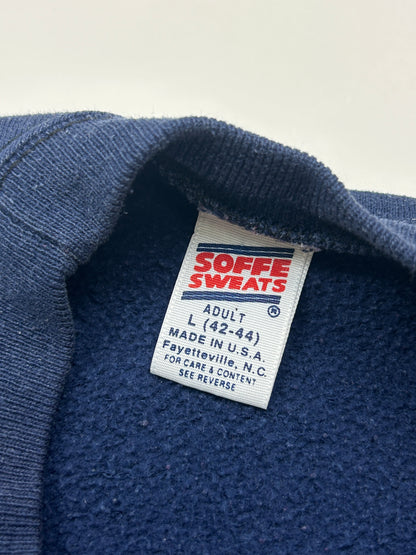 SOFFE
SWEATS
®
ADULT
L (42-44)
MADE IN U.S.A.
Fayetteville, N.C.
FOR CARE & CONTENT
SEE REVERSE